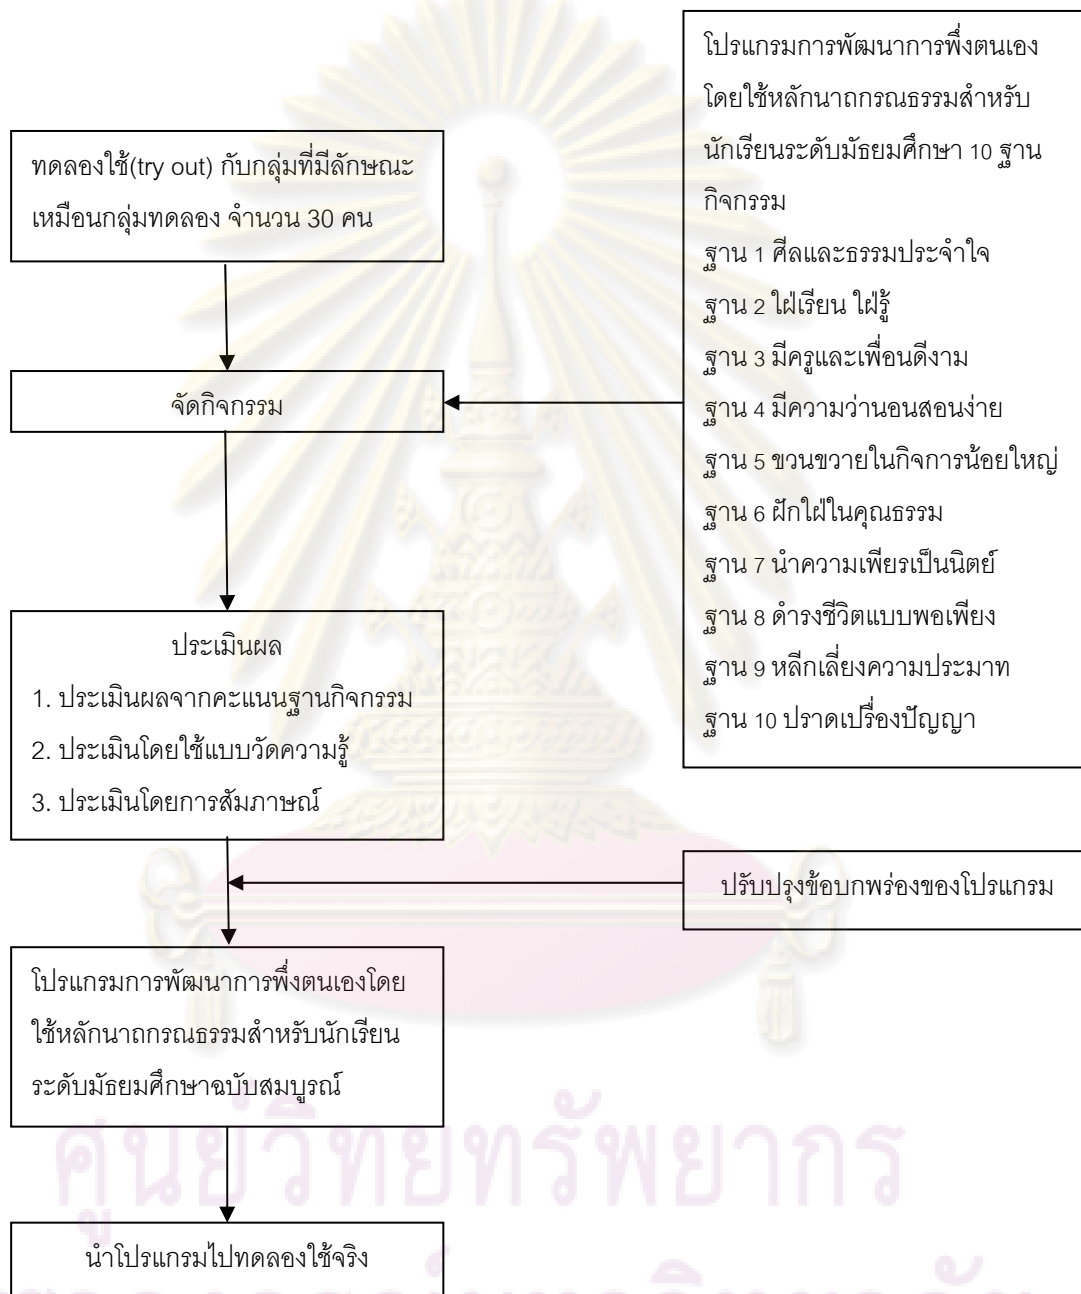 ทดลองใช้(try out) กับกลุ่มที่มีลักษณะ
เหมือนกลุ่มทดลอง จำนวน 30 คน
จัดกิจกรรม
โปรแกรมการพัฒนาการพึ่งตนเอง
โดยใช้หลักนาถกรณธรรมสำหรับ
นักเรียนระดับมัธยมศึกษา 10 ฐาน
กิจกรรม
ฐาน 1 ศีลและธรรมประจำใจ
ฐาน 2 ใฝ่เรียน ใฝ่รู้
ฐาน 3 มีครูและเพื่อนดีงาม
ฐาน 4 มีความว่านอนสอนง่าย
ฐาน 5 ขวนขวายในกิจการน้อยใหญ่
ฐาน 6 ฝักใฝ่ในคุณธรรม
ฐาน 7 นำความเพียรเป็นนิตย์
ฐาน 8 ดำรงชีวิตแบบพอเพียง
ฐาน 9 หลีกเลี่ยงความประมาท
ฐาน 10 ปราดเปรื่องปัญญา
ประเมินผล
1. ประเมินผลจากคะแนนฐานกิจกรรม
2. ประเมินโดยใช้แบบวัดความรู้
3. ประเมินโดยการสัมภาษณ์
ปรับปรุงข้อบกพร่องของโปรแกรม
โปรแกรมการพัฒนาการพึ่งตนเองโดย
ใช้หลักนาถกรณธรรมสำหรับนักเรียน
ระดับมัธยมศึกษาฉบับสมบูรณ์
ศูนย์วิทยทรัพยากร
นำโปรแกรมไปทดลองใช้จริง